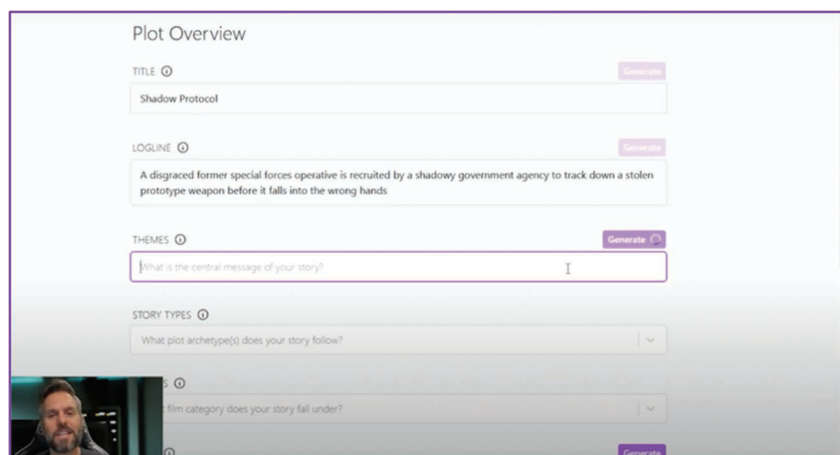 Plot Overview
TITLE
Generate
Shadow Protocol
LOGLINE
Generate
A disgraced former special forces operative is recruited by a shadowy government agency to track down a stolen
prototype weapon before it falls into the wrong hands
THEMES
Generate
What is the central message of your story?
STORY TYPES
What plot archetype(s) does your story follow?
film category does your story fall under?
Generate